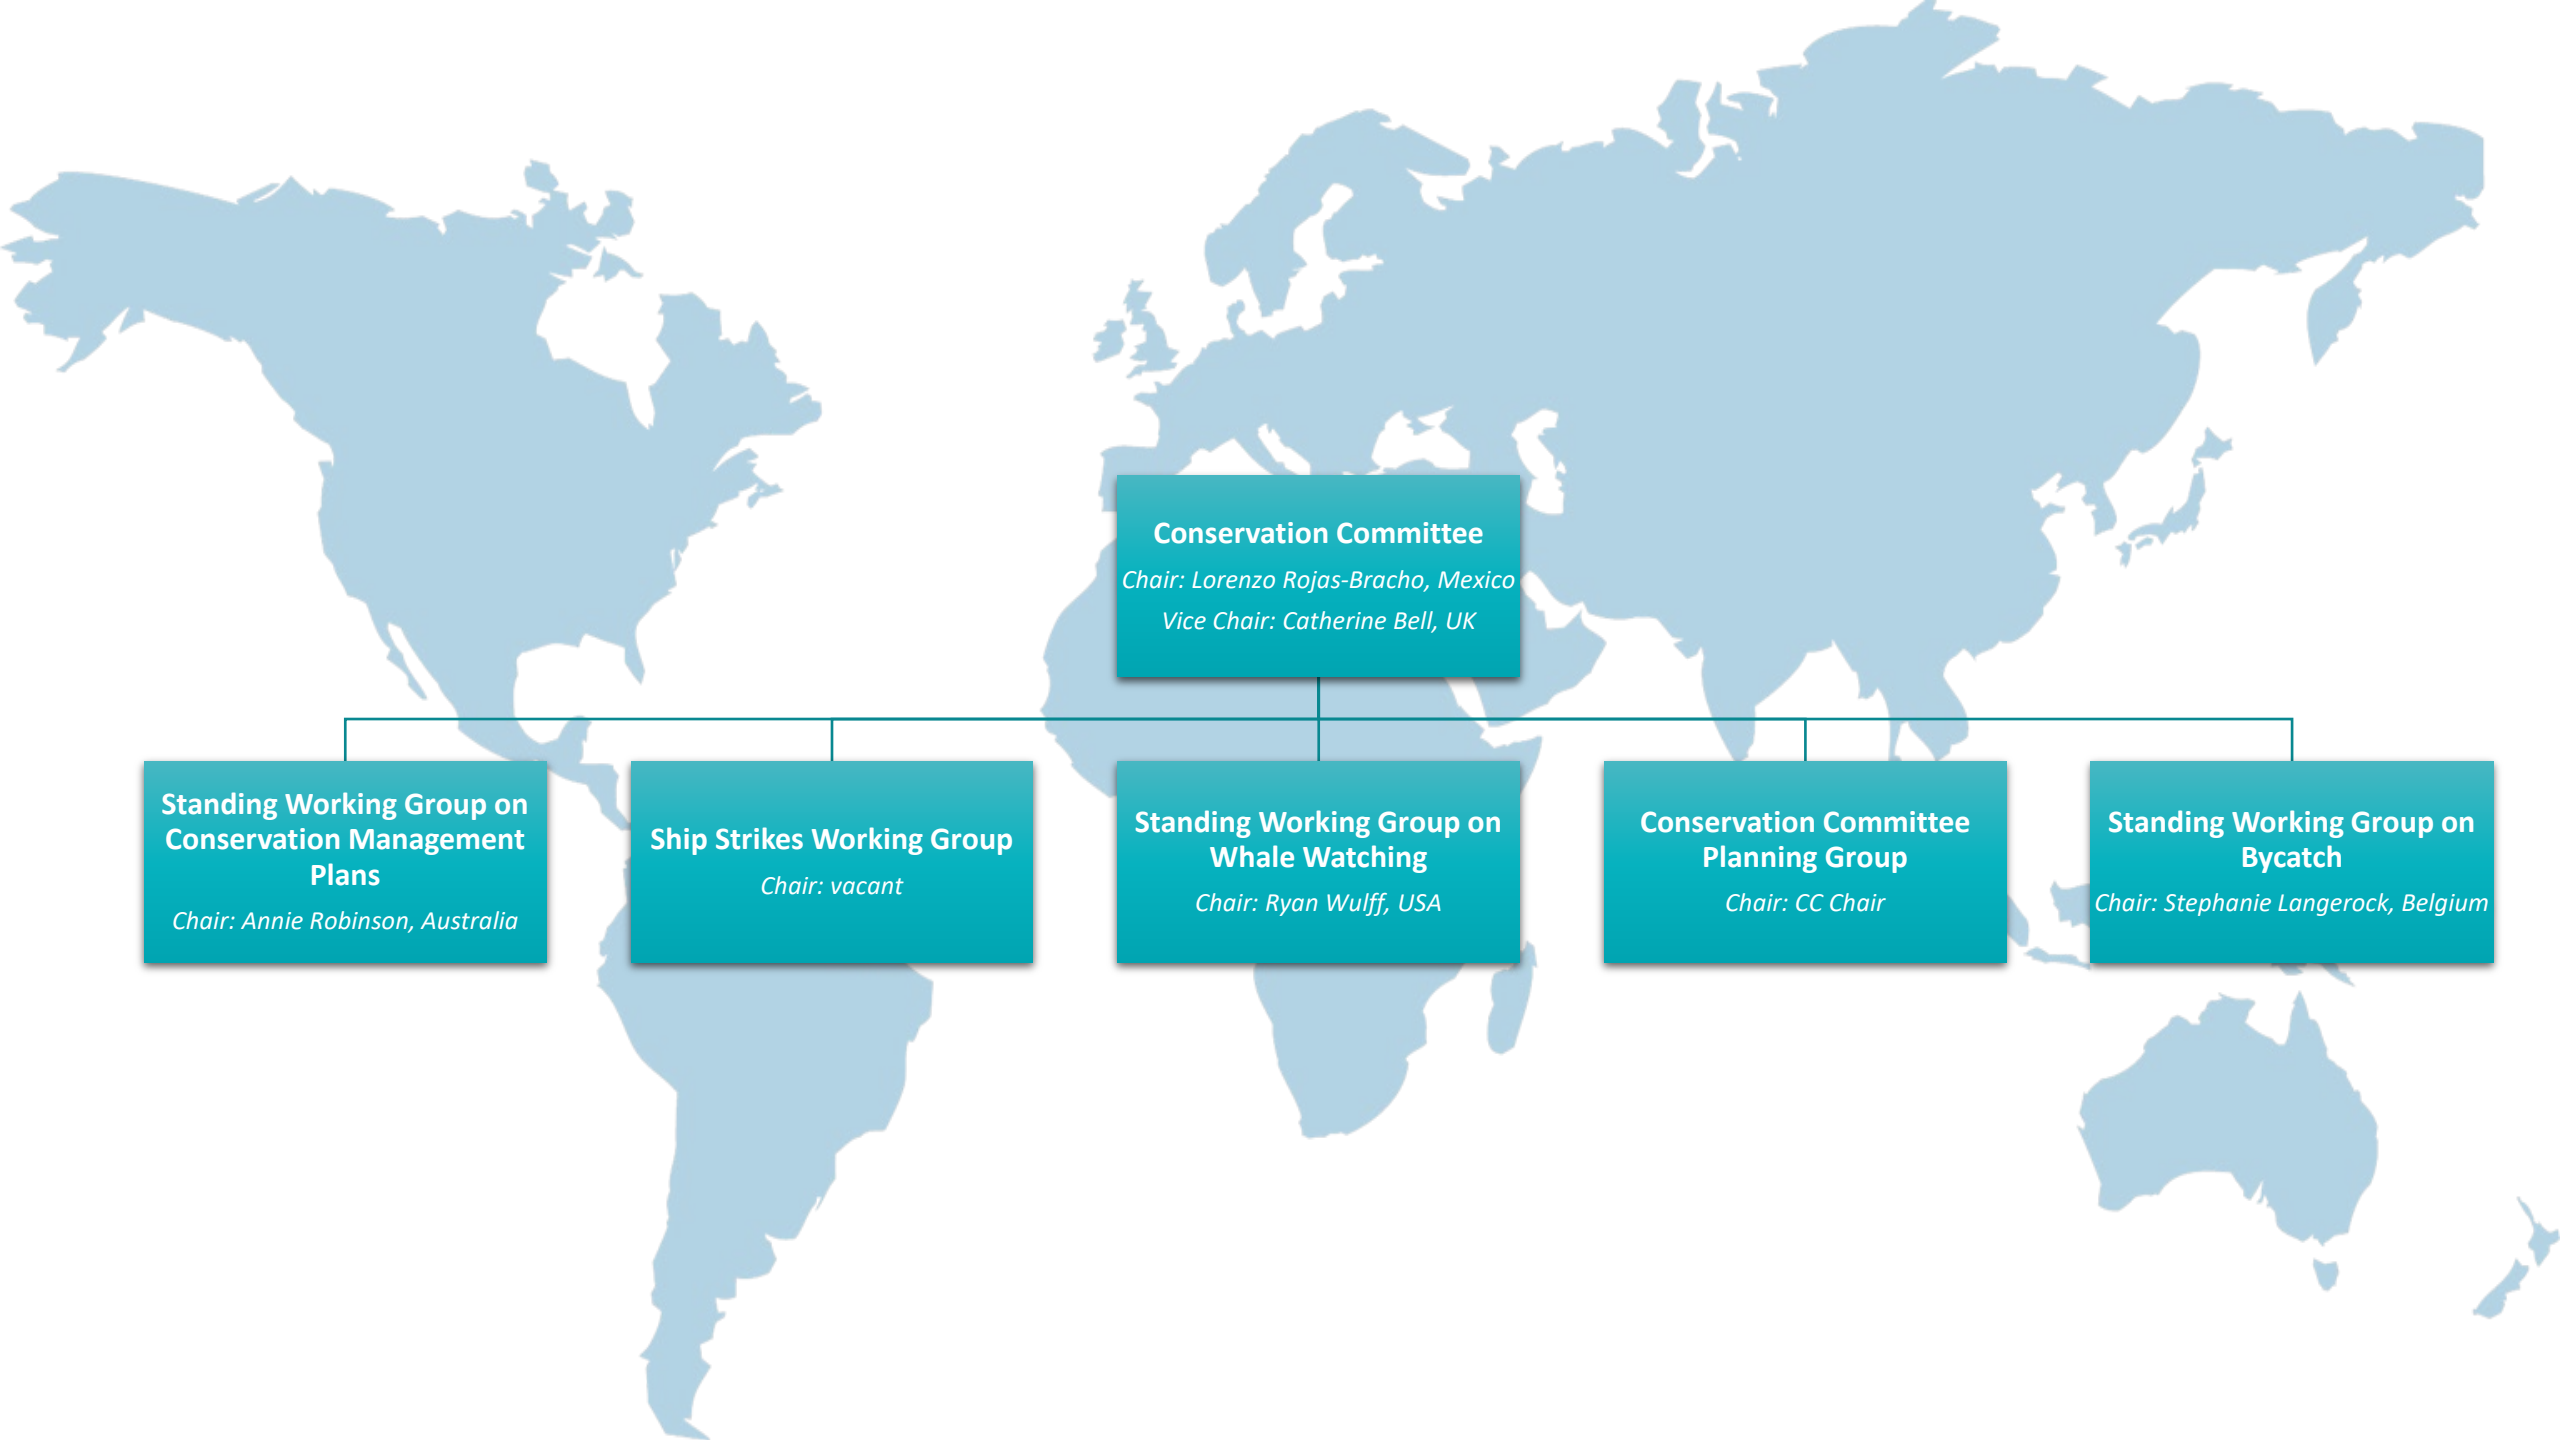 Conservation Committee
Chair: Lorenzo Rojas-Bracho, Mexico
Vice Chair: Catherine Bell, UK
Standing Working Group on
Conservation Management
Plans
Chair: Annie Robinson, Australia
Ship Strikes Working Group
Chair: vacant
Standing Working Group on
Whale Watching
Chair: Ryan Wulff, USA
Conservation Committee
Planning Group
Chair: CC Chair
Standing Working Group on
Bycatch
Chair: Stephanie Langerock, Belgium